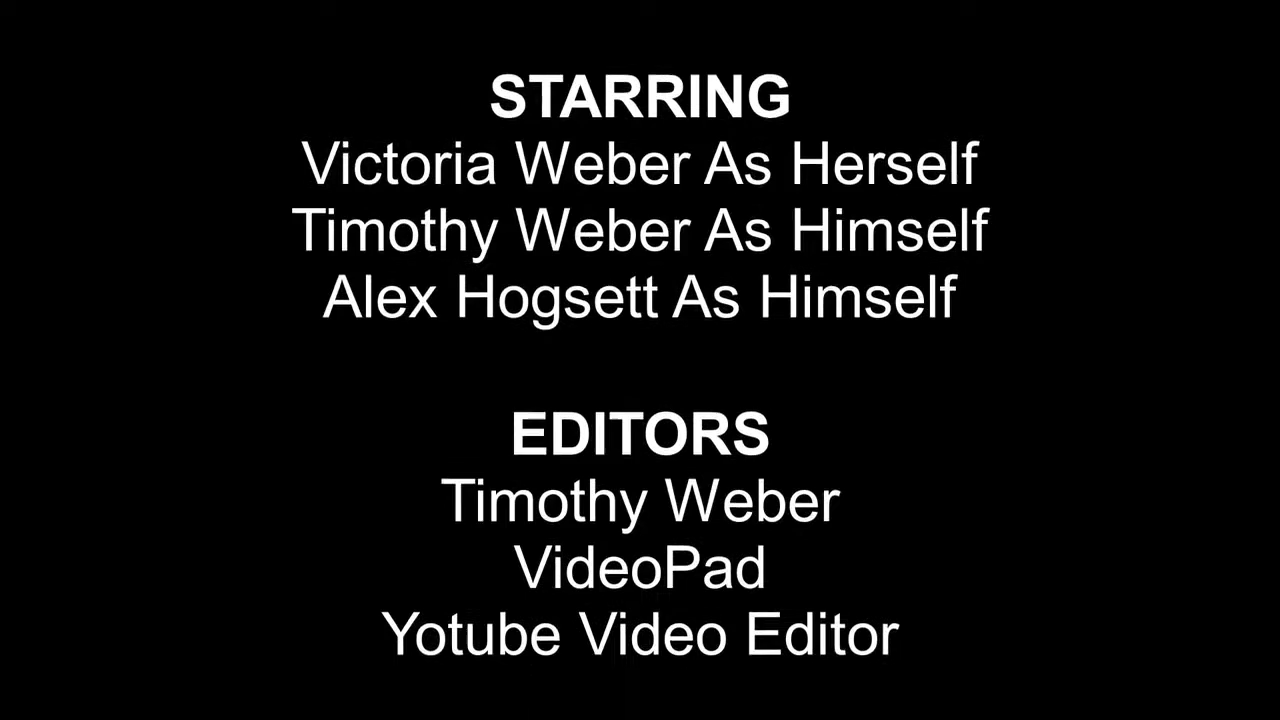 STARRING
Victoria Weber As Herself
Timothy Weber As Himself
Alex Hogsett As Himself
EDITORS
Timothy Weber
VideoPad
Yotube Video Editor